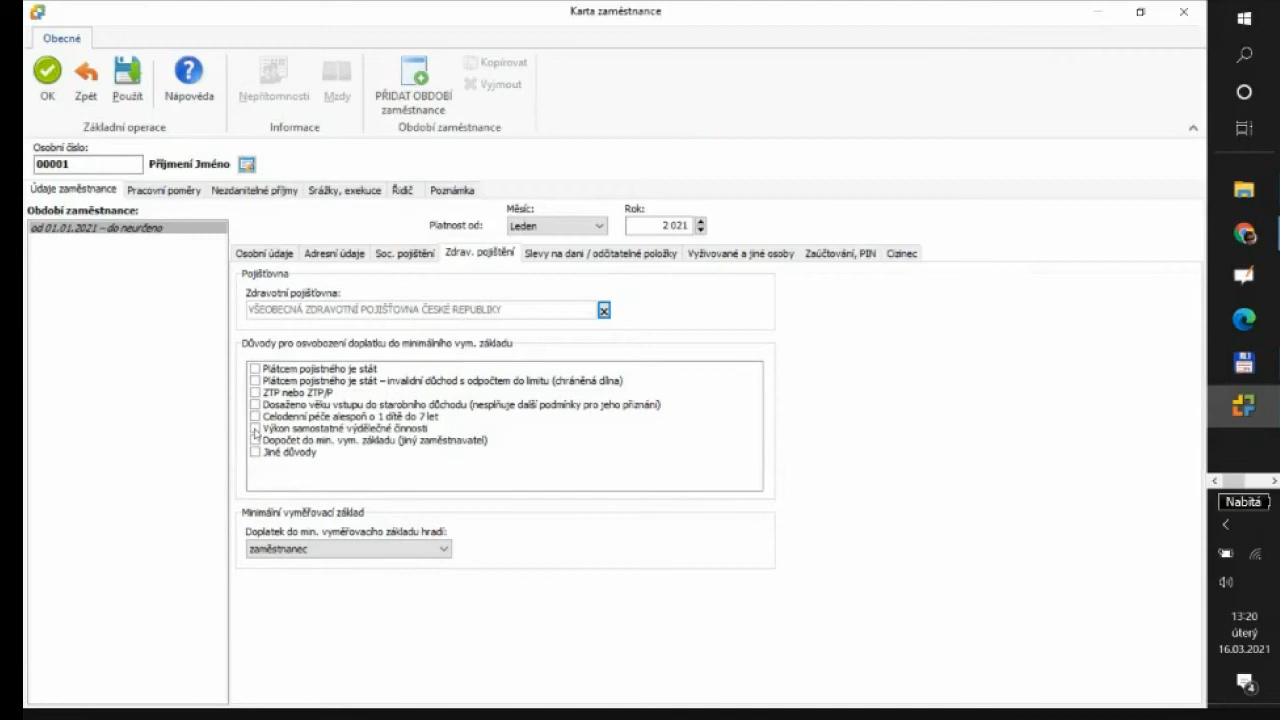 Karta zaměstnance
Obecné
OK
Zpět
Použít
Nápověda
Nepřítomnosti
Mzdy
PŘIDAT OBDOBÍ
zaměstnance
Kopírovat
Vyjmout
Základní operace
Informace
Období zaměstnance
Osobní číslo:
00001 Příjmení Jméno
Údaje zaměstnance Pracovní poměry Nezdanitelné příjmy Srážky, exekuce Řidič Poznámka
Období zaměstnance:
od 01.01.2021 – do neurčeno
Měsíc: Rok:
Platnost od: Leden 2 021
Osobní údaje Adresní údaje Soc. pojištění Zdrav. pojištění Slevy na dani / odčitatelné položky Vyživované a jiné osoby Zaúčtování, PIN Cizinec
Pojišťovna
Zdravotní pojišťovna:
VŠEOBECNÁ ZDRAVOTNÍ POJIŠŤOVNA ČESKÉ REPUBLIKY
Důvody pro osvobození doplatku do minimálního vym. základu
Plátcem pojistného je stát
Plátcem pojistného je stát – invalidní důchod s odpočtem do limitu (chráněná dílna)
ZTP nebo ZTP/P
Dosaženo věku vstupu do starobního důchodu (nesplňuje další podmínky pro jeho přiznání)
Celodenní péče alespoň o 1 dítě do 7 let
Výkon samostatné výdělečné činnosti
Dopočet do min. vym. základu (jiný zaměstnavatel)
Jiné důvody
Minimální vyměřovací základ
Doplatek do min. vyměřovacího základu hradí:
zaměstnanec
Nabitá
13:20
úterý
16.03.2021
4